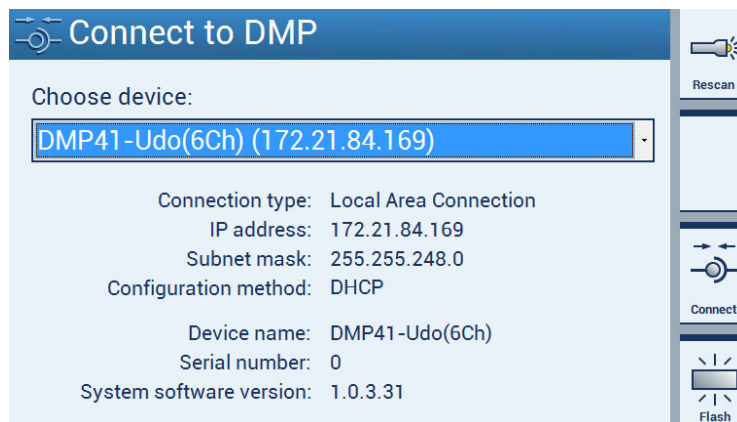 Connect to DMP
Choose device:
DMP41-Udo(6Ch) (172.21.84.169)
Connection type: Local Area Connection
IP address: 172.21.84.169
Subnet mask: 255.255.248.0
Configuration method: DHCP
Device name: DMP41-Udo(6Ch)
Serial number: 0
System software version: 1.0.3.31
Rescan
Connect
Flash